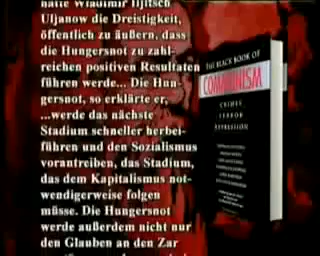 hatte Wladimir Iljitsch
Uljanow die Dreistigkeit,
öffentlich zu äußern, dass
die Hungersnot zu zahl-
reichen positiven Resultaten
führen werde... Die Hun-
gersnot, so erklärte er,
...werde das nächste
Stadium schneller herbei-
führen und den Sozialismus
vorantreiben, das Stadium,
das dem Kapitalismus not-
wendigerweise folgen
müsse. Die Hungersnot
werde außerdem nicht nur
den Glauben an den Zar
THE BLACK BOOK OF
COMMUNISM
CRIMES
TERROR
REPRESSION